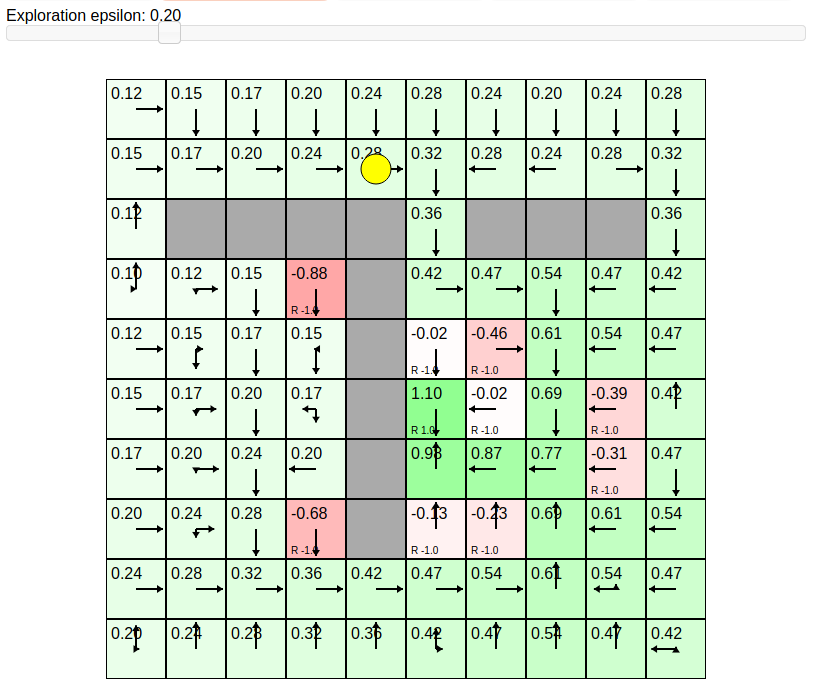 Exploration epsilon: 0.20
0.12 0.15 0.17 0.20 0.24 0.28 0.24 0.20 0.24 0.28
0.15 0.17 0.20 0.24 0.28 0.32 0.28 0.24 0.28 0.32
0.12 0.36 0.36
0.10 0.12 0.15 -0.88 0.42 0.47 0.54 0.47 0.42
R -1.0
0.12 0.15 0.17 0.15 -0.02 -0.46 0.61 0.54 0.47
R -1.0 R -1.0
0.15 0.17 0.20 0.17 1.10 -0.02 0.69 -0.39 0.42
R 1.0 R -1.0 R -1.0
0.17 0.20 0.24 0.20 0.98 0.87 0.77 -0.31 0.47
R -1.0
0.20 0.24 0.28 -0.68 -0.13 -0.23 0.69 0.61 0.54
R -1.0 R -1.0 R -1.0
0.24 0.28 0.32 0.36 0.42 0.47 0.54 0.61 0.54 0.47
0.20 0.24 0.28 0.32 0.36 0.42 0.47 0.54 0.47 0.42